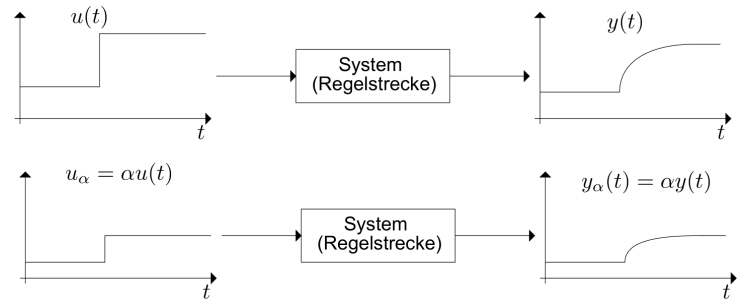 u(t)
y(t)
System
(Regelstrecke)
t
t
u_α = αu(t)
y_α(t) = αy(t)
System
(Regelstrecke)
t
t